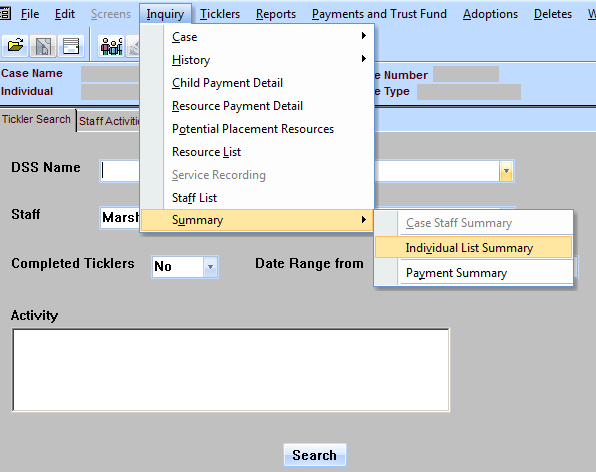 File Edit Screens Inquiry Ticklers Reports Payments and Trust Fund Adoptions Deletes
Case Name
e Number
Individual
e Type
Case
History
Child Payment Detail
Resource Payment Detail
Potential Placement Resources
Resource List
Service Recording
Staff List
Summary
Case Staff Summary
Individual List Summary
Payment Summary
Tickler Search Staff Activitie
DSS Name
Staff Marsh
Completed Ticklers No Date Range from
Activity
Search